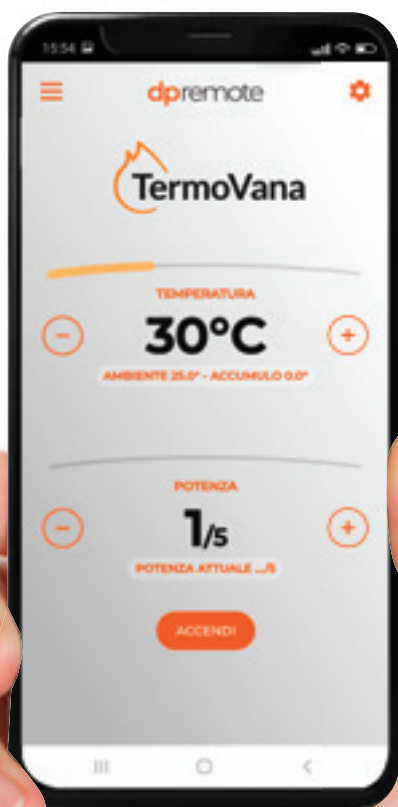 15:54
dpremote
TermoVana
TEMPERATURA
30°C
AMBIENTE 25.0° - ACCUMULO 0.0°
POTENZA
1/5
POTENZA ATTUALE .../5
ACCENDI